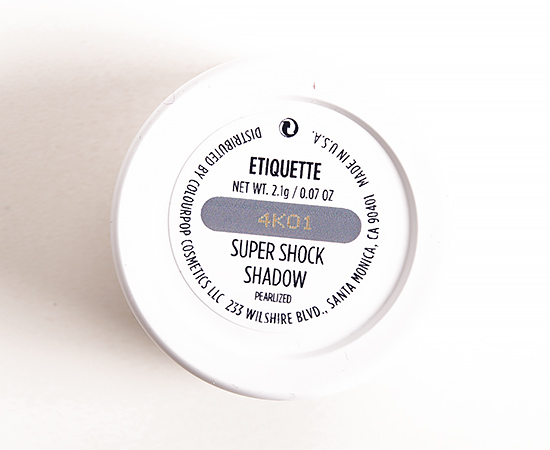 ETIQUETTE
NET WT. 2.1g / 0.07 OZ
4K01
SUPER SHOCK
SHADOW
PEARLIZED
DISTRIBUTED BY COLOURPOP COSMETICS LLC 233 WILSHIRE BLVD., SANTA MONICA, CA 90401 MADE IN U.S.A.